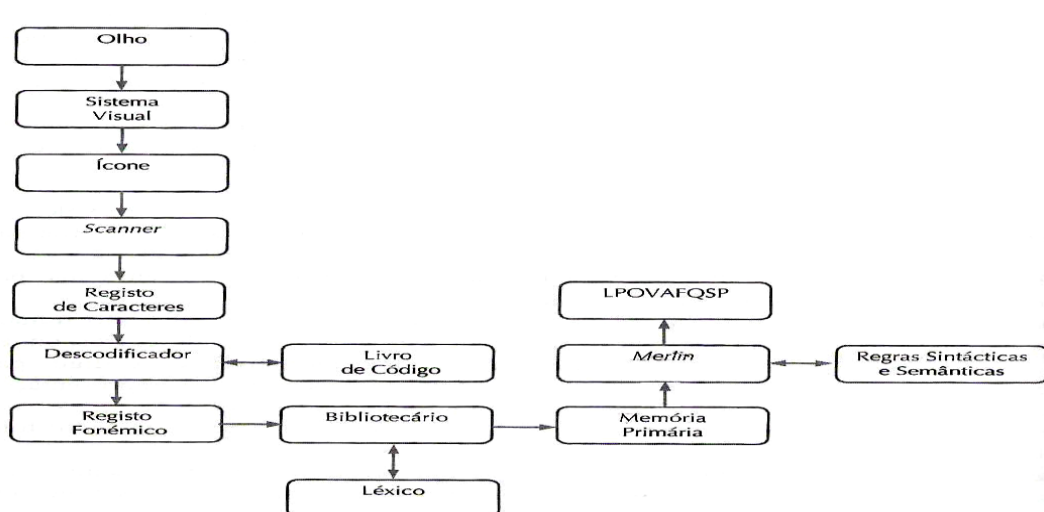 Olho
Sistema
Visual
Ícone
Scanner
Registo
de Caracteres
Descodificador
Livro
de Código
Registo
Fonémico
Bibliotecário
Léxico
Memória
Primária
Merlin
Regras Sintácticas
e Semânticas
LPOVAFQSP